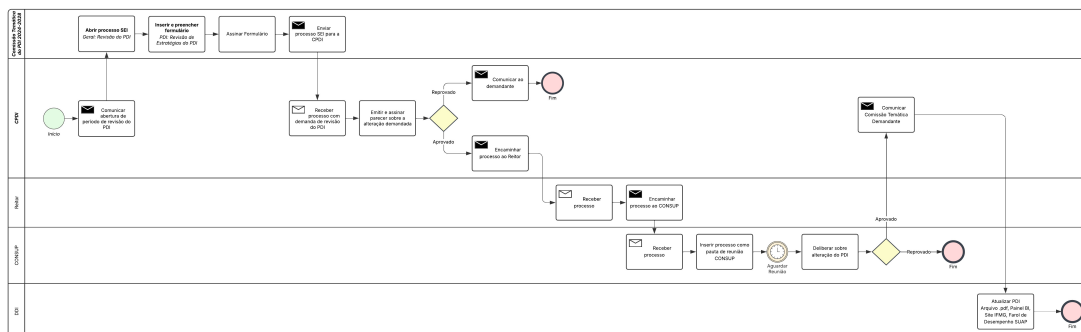 Comissão Temática
do PDI 2024-2028
Abrir processo SEI
Geral: Revisão do PDI
Inserir e preencher
formulário
PDI: Revisão de
Estratégias do PDI
Assinar Formulário
Enviar
processo SEI para a
CPDI
CPDI
Início
Comunicar
abertura de
período de revisão do
PDI
Receber
processo com
demanda de revisão
do PDI
Emitir e assinar
parecer sobre a
alteração demandada
Reprovado
Aprovado
Comunicar ao
demandante
Fim
Encaminhar
processo ao Reitor
Comunicar
Comissão Temática
Demandante
Reitor
Receber
processo
Encaminhar
processo ao CONSUP
Aprovado
CONSUP
Receber
processo
Inserir processo como
pauta de reunião
CONSUP
Aguardar
Reunião
Deliberar sobre
alteração do PDI
Reprovado
Fim
DDI
Atualizar PDI
Arquivo .pdf, Painel BI,
Site IFMG, Farol de
Desempenho SUAP
Fim